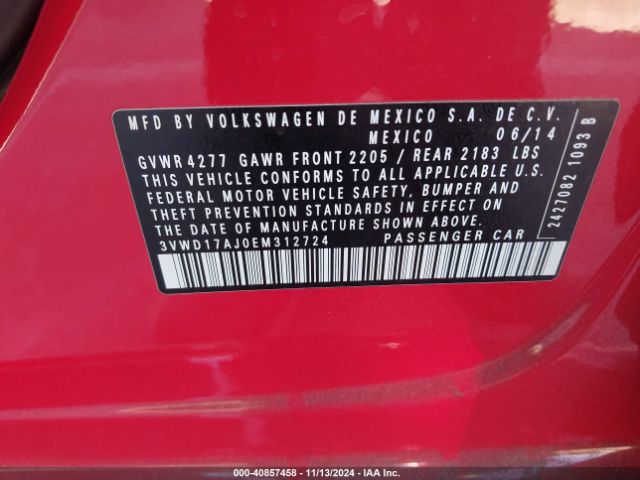 MFD BY VOLKSWAGEN DE MEXICO S.A. DE C.V.
MEXICO 06/14
GVWR 4277 GAWR FRONT 2205 / REAR 2183 LBS
THIS VEHICLE CONFORMS TO ALL APPLICABLE U.S.
FEDERAL MOTOR VEHICLE SAFETY, BUMPER AND
THEFT PREVENTION STANDARDS IN EFFECT ON
THE DATE OF MANUFACTURE SHOWN ABOVE.
3VWD17AJ0EM312724 PASSENGER CAR
2427082 1093 B
00-40857458 - 11/13/2024 - IAA Inc.